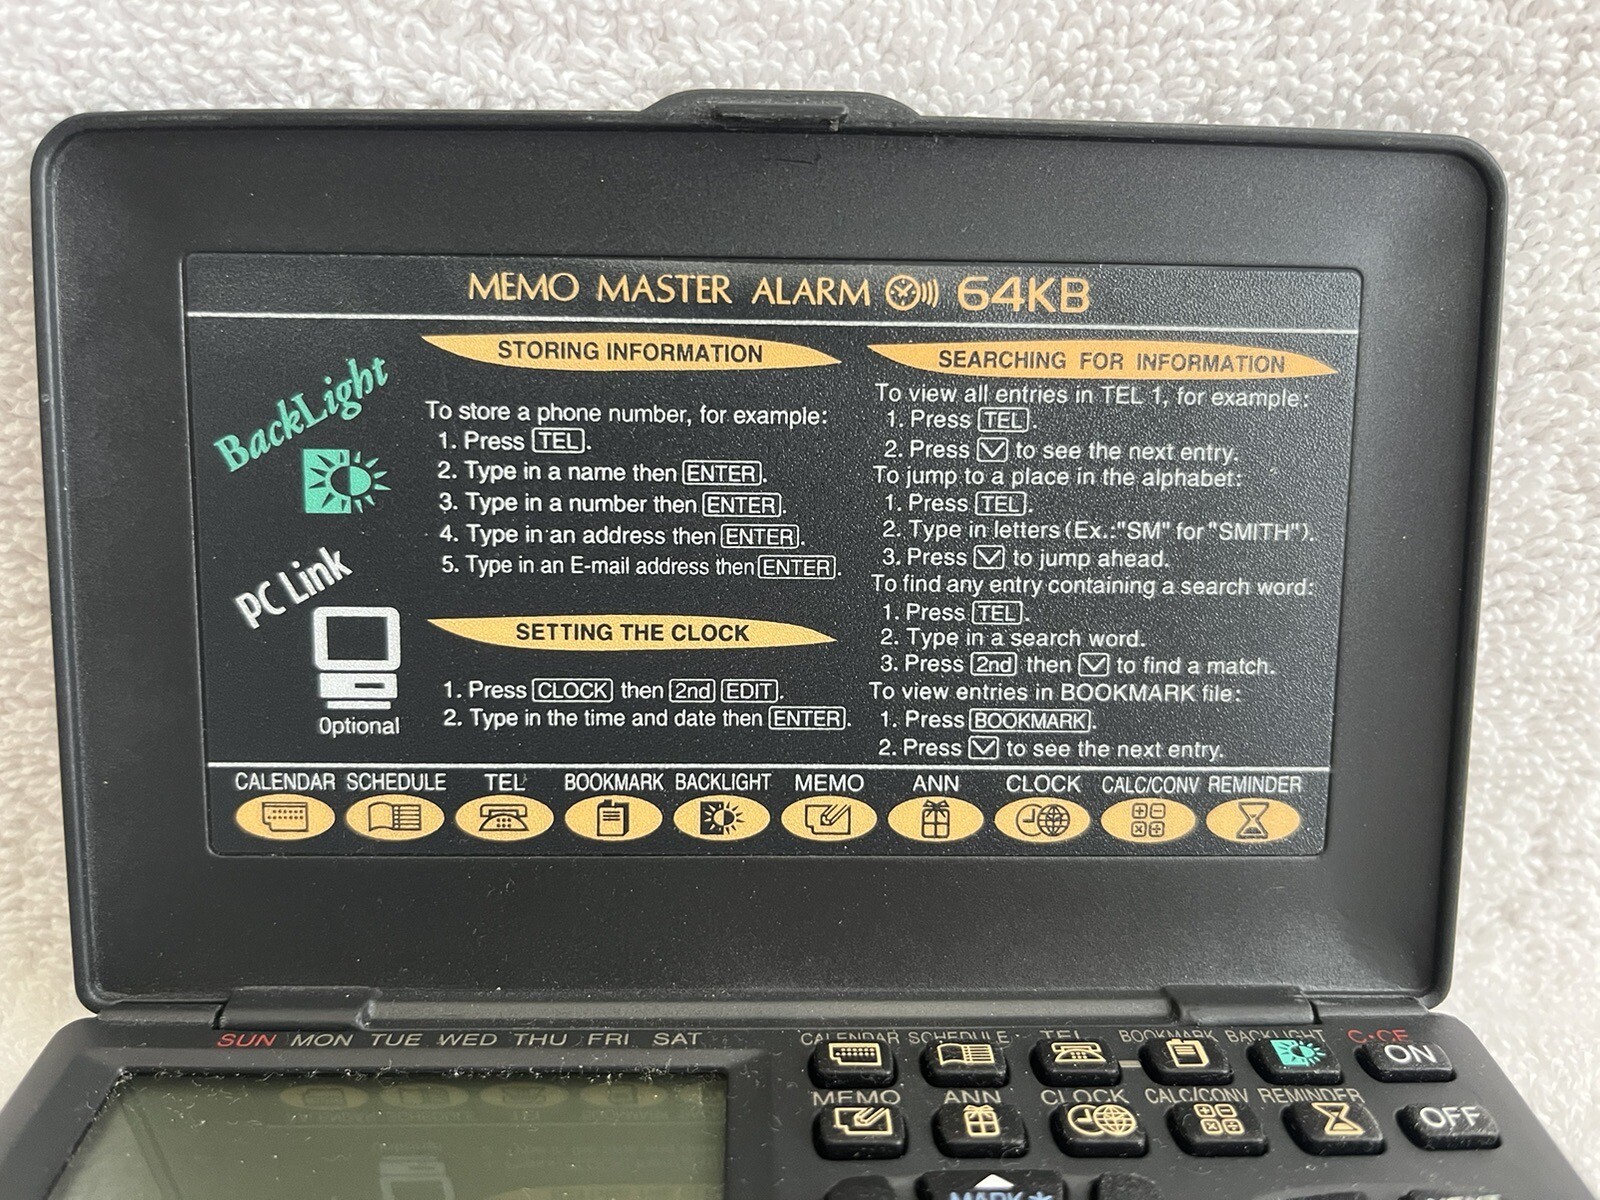 MEMO MASTER ALARM 64KB
BackLight
PC Link
Optional
STORING INFORMATION
To store a phone number, for example:
1. Press TEL.
2. Type in a name then ENTER.
3. Type in a number then ENTER.
4. Type in an address then ENTER.
5. Type in an E-mail address then ENTER.
SETTING THE CLOCK
1. Press CLOCK then 2nd EDIT.
2. Type in the time and date then ENTER.
SEARCHING FOR INFORMATION
To view all entries in TEL 1, for example:
1. Press TEL.
2. Press to see the next entry.
To jump to a place in the alphabet:
1. Press TEL.
2. Type in letters (Ex.:"SM" for "SMITH").
3. Press to jump ahead.
To find any entry containing a search word:
1. Press TEL.
2. Type in a search word.
3. Press 2nd then to find a match.
To view entries in BOOKMARK file:
1. Press BOOKMARK.
2. Press to see the next entry.
CALENDAR SCHEDULE TEL BOOKMARK BACKLIGHT MEMO ANN CLOCK CALC/CONV REMINDER
SUN MON TUE WED THU FRI SAT
CALENDAR SCHEDULE TEL BOOKMARK BACKLIGHT C·CE
ON
MEMO ANN CLOCK CALC/CONV REMINDER
OFF
MARK *